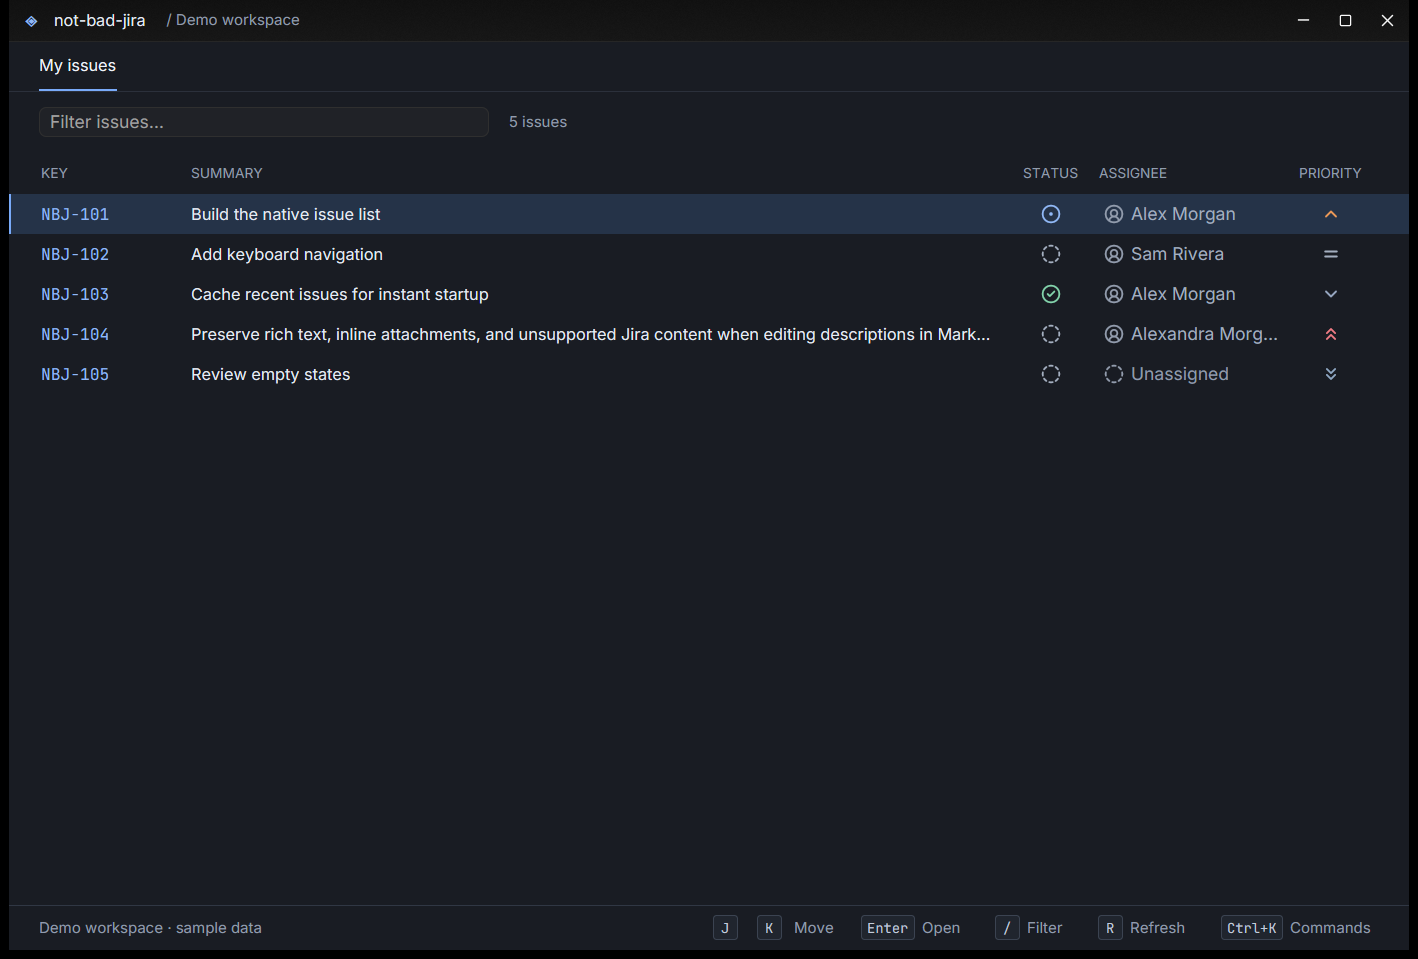 not-bad-jira / Demo workspace
My issues
Filter issues...
5 issues
KEY SUMMARY STATUS ASSIGNEE PRIORITY
NBJ-101 Build the native issue list Alex Morgan
NBJ-102 Add keyboard navigation Sam Rivera
NBJ-103 Cache recent issues for instant startup Alex Morgan
NBJ-104 Preserve rich text, inline attachments, and unsupported Jira content when editing descriptions in Mark... Alexandra Morg...
NBJ-105 Review empty states Unassigned
Demo workspace · sample data J K Move Enter Open / Filter R Refresh Ctrl+K Commands